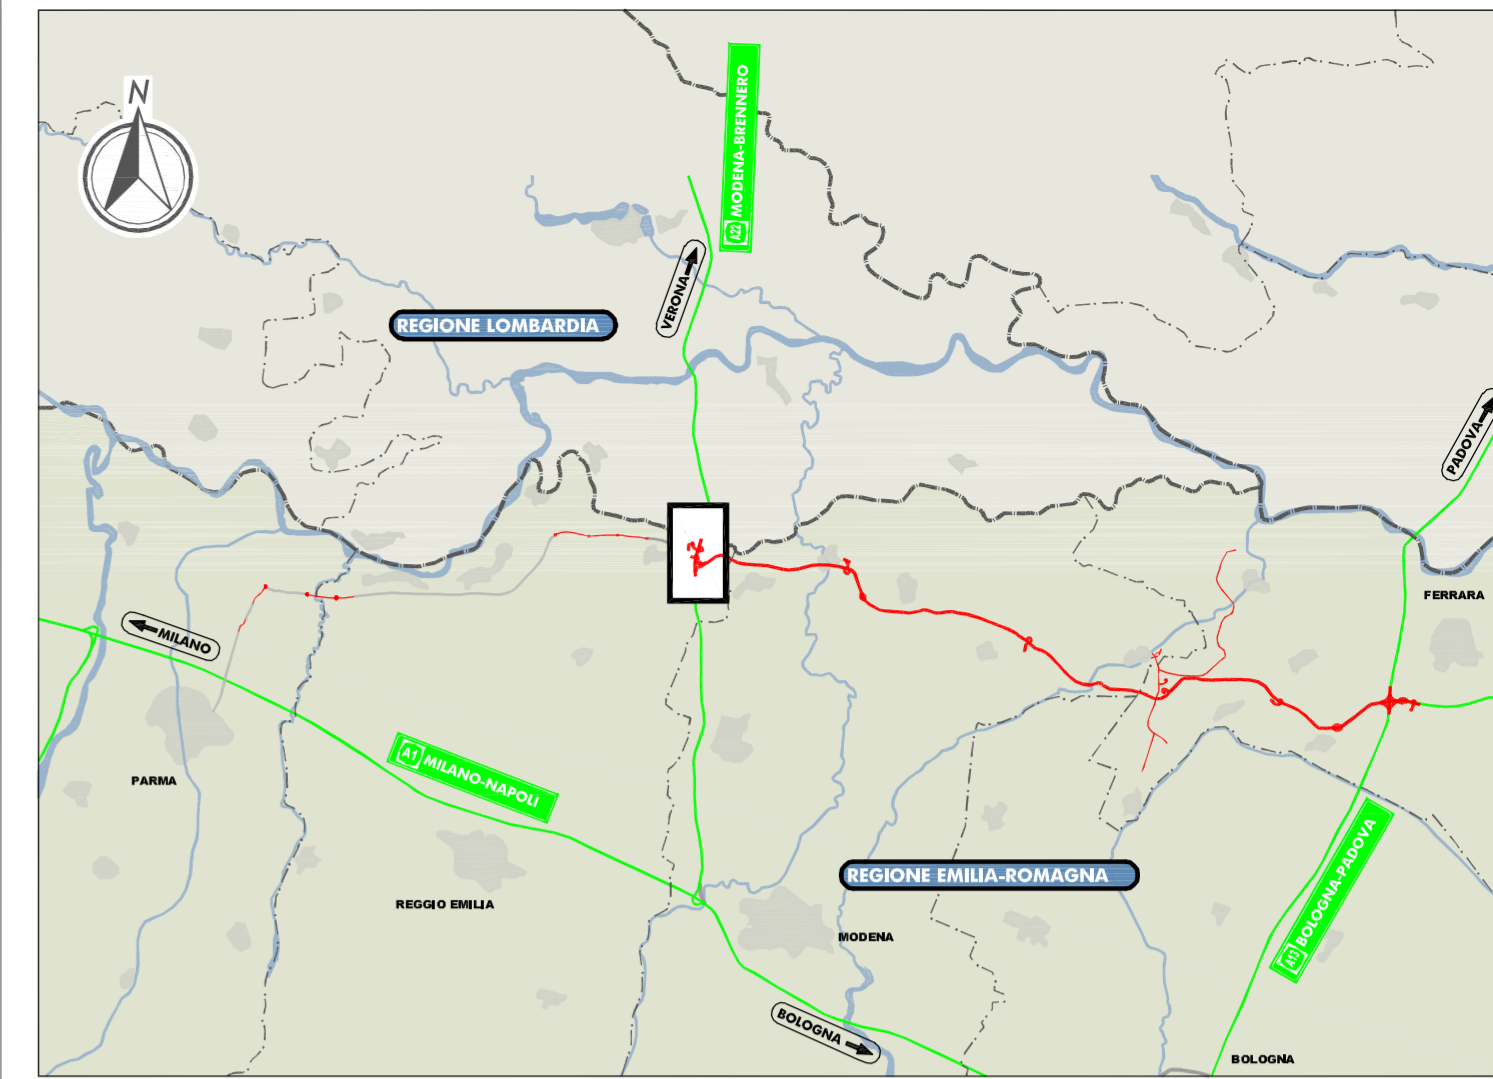 N
A22 MODENA-BRENNERO
VERONA
REGIONE LOMBARDIA
PADOVA
FERRARA
MILANO
PARMA
A1 MILANO-NAPOLI
REGGIO EMILIA
REGIONE EMILIA-ROMAGNA
MODENA
A13 BOLOGNA-PADOVA
BOLOGNA
BOLOGNA